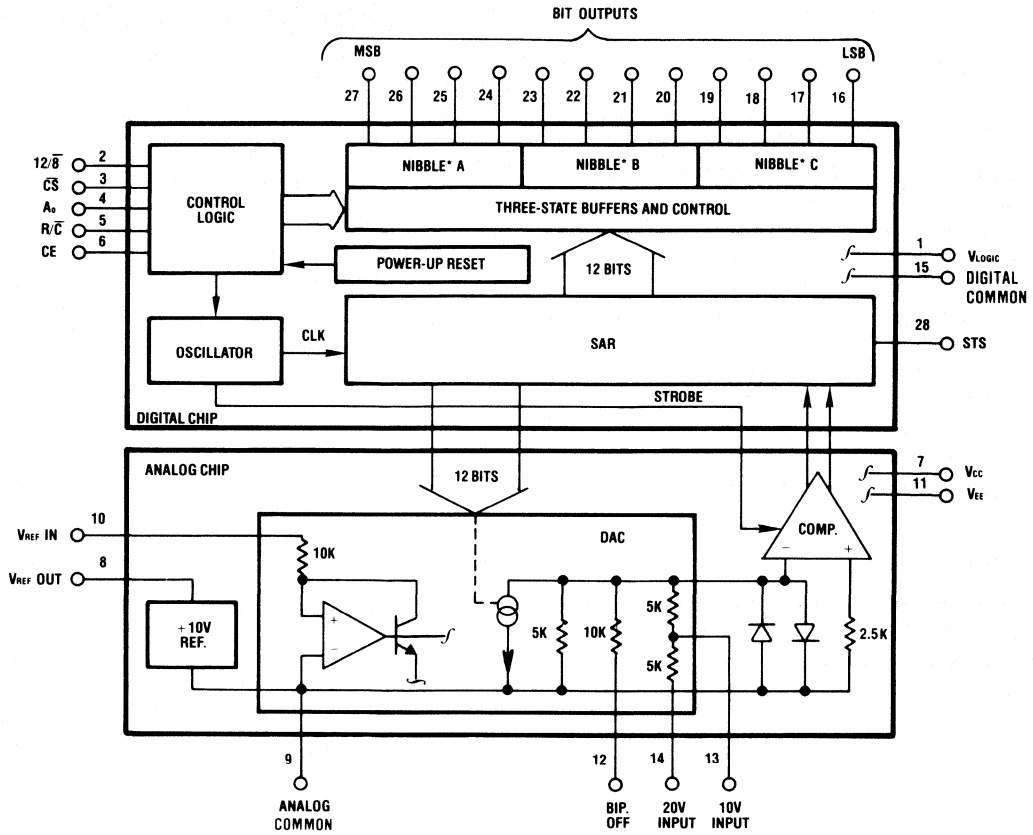 BIT OUTPUTS
MSB
LSB
27
26
25
24
23
22
21
20
19
18
17
16
12/8̅
2
C̅S̅
3
A₀
4
R/C̅
5
CE
6
CONTROL
LOGIC
NIBBLE* A
NIBBLE* B
NIBBLE* C
THREE-STATE BUFFERS AND CONTROL
POWER-UP RESET
12 BITS
1
VLOGIC
15
DIGITAL
COMMON
OSCILLATOR
CLK
SAR
28
STS
STROBE
DIGITAL CHIP
ANALOG CHIP
12 BITS
7
VCC
11
VEE
COMP.
−
+
10
VREF IN
8
VREF OUT
DAC
10K
+
−
+10V
REF.
5K
10K
5K
5K
2.5K
9
ANALOG
COMMON
12
BIP.
OFF
14
20V
INPUT
13
10V
INPUT